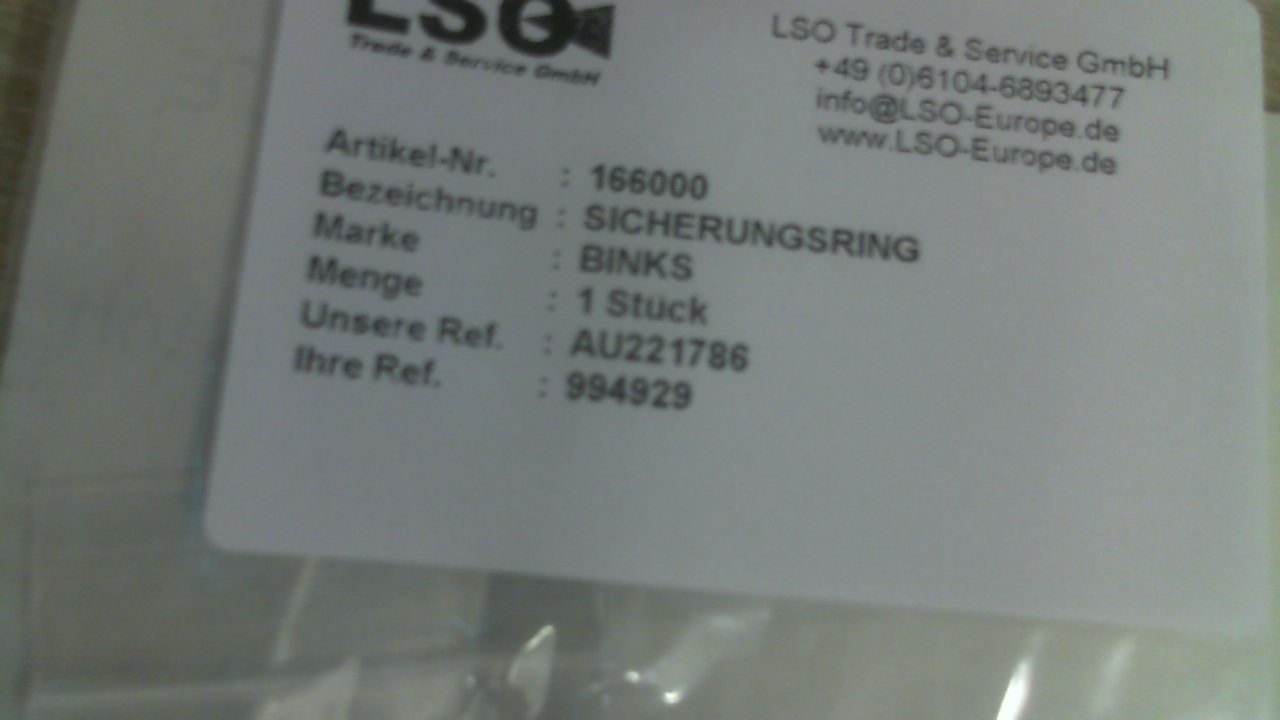 LSO
Trade & Service GmbH
LSO Trade & Service GmbH
+49 (0)6104-6893477
info@LSO-Europe.de
www.LSO-Europe.de
Artikel-Nr. : 166000
Bezeichnung : SICHERUNGSRING
Marke : BINKS
Menge : 1 Stück
Unsere Ref. : AU221786
Ihre Ref. : 994929